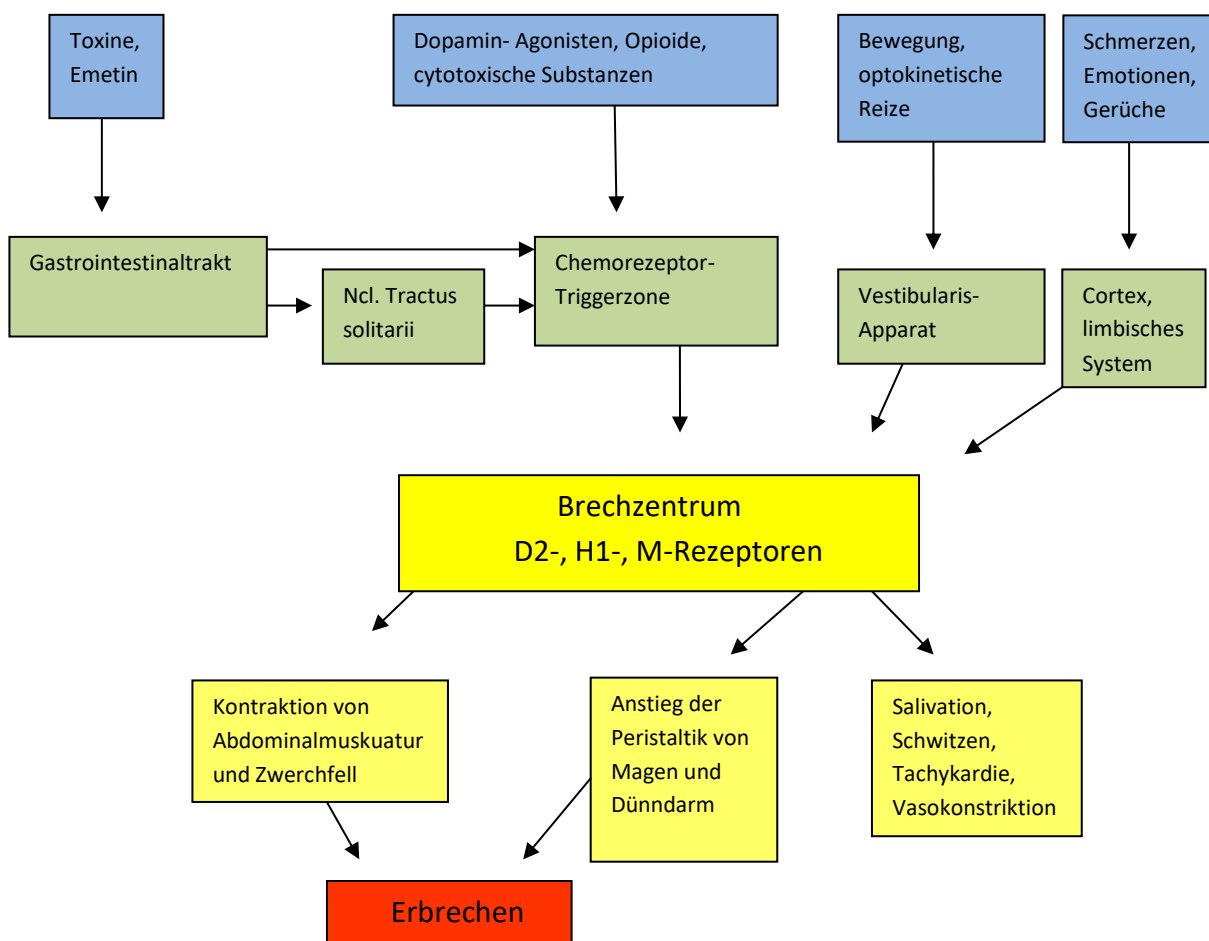 Toxine,
Emetin
Dopamin- Agonisten, Opioide,
cytotoxische Substanzen
Bewegung,
optokinetische
Reize
Schmerzen,
Emotionen,
Gerüche
Gastrointestinaltrakt
Ncl. Tractus
solitarii
Chemorezeptor-
Triggerzone
Vestibularis-
Apparat
Cortex,
limbisches
System
Brechzentrum
D2-, H1-, M-Rezeptoren
Kontraktion von
Abdominalmuskuatur
und Zwerchfell
Anstieg der
Peristaltik von
Magen und
Dünndarm
Salivation,
Schwitzen,
Tachykardie,
Vasokonstriktion
Erbrechen